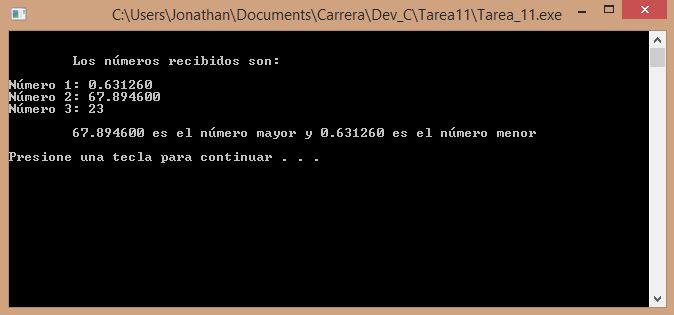 C:\Users\Jonathan\Documents\Carrera\Dev_C\Tarea11\Tarea_11.exe
Los números recibidos son:
Número 1: 0.631260
Número 2: 67.894600
Número 3: 23
67.894600 es el número mayor y 0.631260 es el número menor
Presione una tecla para continuar . . .